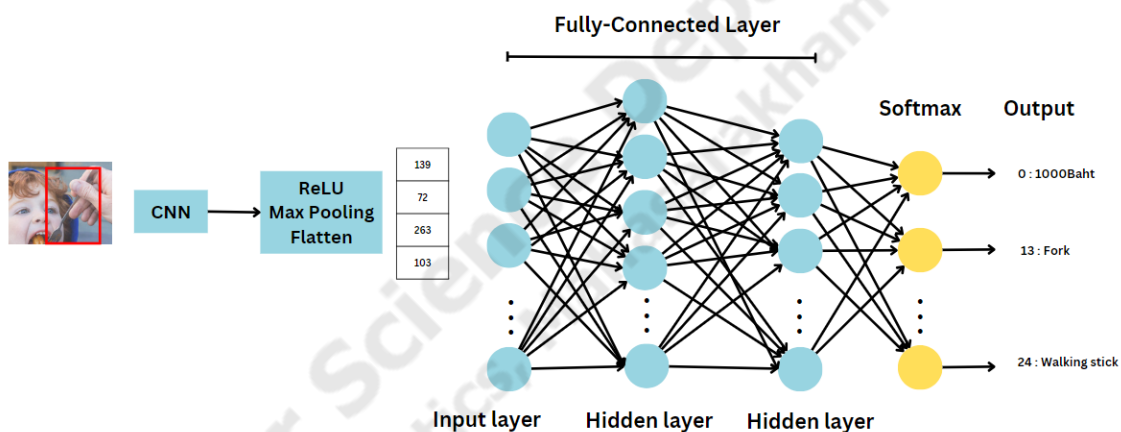 Fully-Connected Layer
Softmax
Output
CNN
ReLU
Max Pooling
Flatten
139
72
263
103
0 : 1000Baht
13 : Fork
24 : Walking stick
Input layer
Hidden layer
Hidden layer